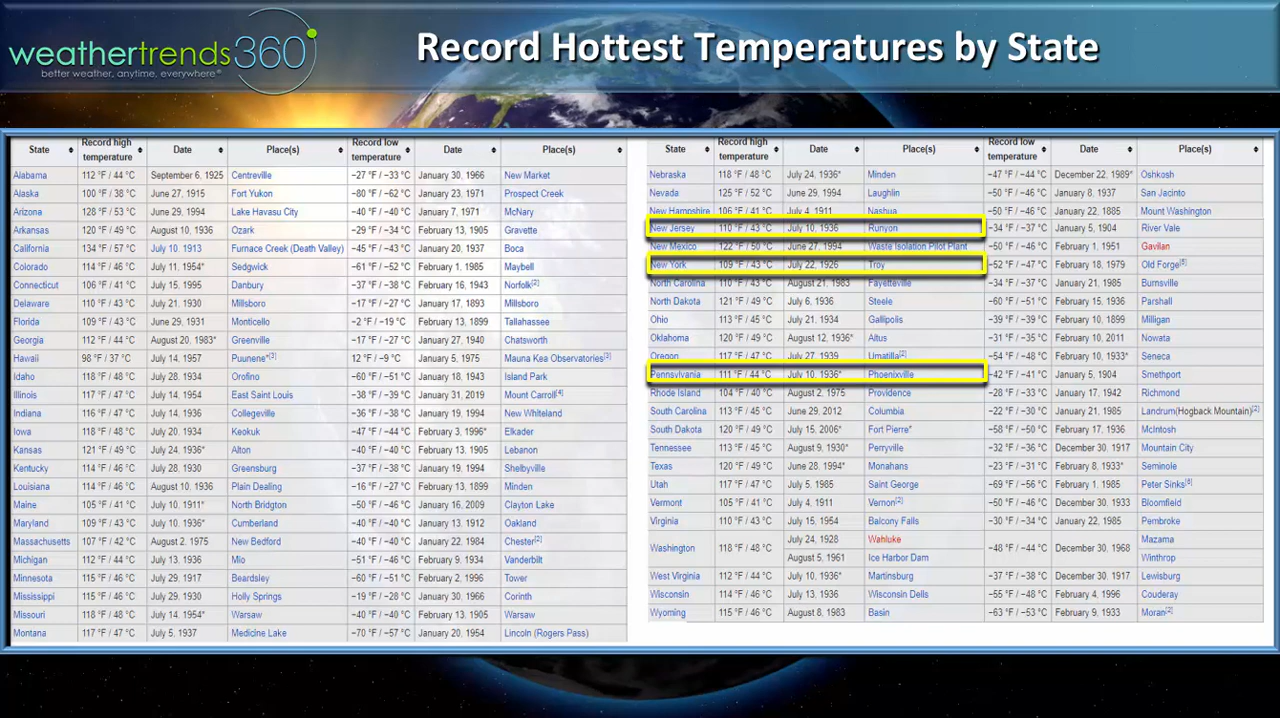 weathertrends360°
better weather, anytime, everywhere®
Record Hottest Temperatures by State
State Record high temperature Date Place(s) Record low temperature Date Place(s)
Alabama 112 °F / 44 °C September 6, 1925 Centreville −27 °F / −33 °C January 30, 1966 New Market
Alaska 100 °F / 38 °C June 27, 1915 Fort Yukon −80 °F / −62 °C January 23, 1971 Prospect Creek
Arizona 128 °F / 53 °C June 29, 1994 Lake Havasu City −40 °F / −40 °C January 7, 1971 McNary
Arkansas 120 °F / 49 °C August 10, 1936 Ozark −29 °F / −34 °C February 13, 1905 Gravette
California 134 °F / 57 °C July 10, 1913 Furnace Creek (Death Valley) −45 °F / −43 °C January 20, 1937 Boca
Colorado 114 °F / 46 °C July 11, 1954* Sedgwick −61 °F / −52 °C February 1, 1985 Maybell
Connecticut 106 °F / 41 °C July 15, 1995 Danbury −37 °F / −38 °C February 16, 1943 Norfolk[2]
Delaware 110 °F / 43 °C July 21, 1930 Millsboro −17 °F / −27 °C January 17, 1893 Millsboro
Florida 109 °F / 43 °C June 29, 1931 Monticello −2 °F / −19 °C February 13, 1899 Tallahassee
Georgia 112 °F / 44 °C August 20, 1983* Greenville −17 °F / −27 °C January 27, 1940 Chatsworth
Hawaii 98 °F / 37 °C July 14, 1957 Puunene*[3] 12 °F / −9 °C January 5, 1975 Mauna Kea Observatories[3]
Idaho 118 °F / 48 °C July 28, 1934 Orofino −60 °F / −51 °C January 18, 1943 Island Park
Illinois 117 °F / 47 °C July 14, 1954 East Saint Louis −38 °F / −39 °C January 31, 2019 Mount Carroll[4]
Indiana 116 °F / 47 °C July 14, 1936 Collegeville −36 °F / −38 °C January 19, 1994 New Whiteland
Iowa 118 °F / 48 °C July 20, 1934 Keokuk −47 °F / −44 °C February 3, 1996* Elkader
Kansas 121 °F / 49 °C July 24, 1936* Alton −40 °F / −40 °C February 13, 1905 Lebanon
Kentucky 114 °F / 46 °C July 28, 1930 Greensburg −37 °F / −38 °C January 19, 1994 Shelbyville
Louisiana 114 °F / 46 °C August 10, 1936 Plain Dealing −16 °F / −27 °C February 13, 1899 Minden
Maine 105 °F / 41 °C July 10, 1911* North Bridgton −50 °F / −46 °C January 16, 2009 Clayton Lake
Maryland 109 °F / 43 °C July 10, 1936* Cumberland −40 °F / −40 °C January 13, 1912 Oakland
Massachusetts 107 °F / 42 °C August 2, 1975 New Bedford −40 °F / −40 °C January 22, 1984 Chester[2]
Michigan 112 °F / 44 °C July 13, 1936 Mio −51 °F / −46 °C February 9, 1934 Vanderbilt
Minnesota 115 °F / 46 °C July 29, 1917 Beardsley −60 °F / −51 °C February 2, 1996 Tower
Mississippi 115 °F / 46 °C July 29, 1930 Holly Springs −19 °F / −28 °C January 30, 1966 Corinth
Missouri 118 °F / 48 °C July 14, 1954* Warsaw −40 °F / −40 °C February 13, 1905 Warsaw
Montana 117 °F / 47 °C July 5, 1937 Medicine Lake −70 °F / −57 °C January 20, 1954 Lincoln (Rogers Pass)
State Record high temperature Date Place(s) Record low temperature Date Place(s)
Nebraska 118 °F / 48 °C July 24, 1936* Minden −47 °F / −44 °C December 22, 1989* Oshkosh
Nevada 125 °F / 52 °C June 29, 1994 Laughlin −50 °F / −46 °C January 8, 1937 San Jacinto
New Hampshire 106 °F / 41 °C July 4, 1911 Nashua −50 °F / −46 °C January 22, 1885 Mount Washington
New Jersey 110 °F / 43 °C July 10, 1936 Runyon −34 °F / −37 °C January 5, 1904 River Vale
New Mexico 122 °F / 50 °C June 27, 1994 Waste Isolation Pilot Plant −50 °F / −46 °C February 1, 1951 Gavilan
New York 109 °F / 43 °C July 22, 1926 Troy −52 °F / −47 °C February 18, 1979 Old Forge[5]
North Carolina 110 °F / 43 °C August 21, 1983 Fayetteville −34 °F / −37 °C January 21, 1985 Burnsville
North Dakota 121 °F / 49 °C July 6, 1936 Steele −60 °F / −51 °C February 15, 1936 Parshall
Ohio 113 °F / 45 °C July 21, 1934 Gallipolis −39 °F / −39 °C February 10, 1899 Milligan
Oklahoma 120 °F / 49 °C August 12, 1936* Altus −31 °F / −35 °C February 10, 2011 Nowata
Oregon 117 °F / 47 °C July 27, 1939 Umatilla[2] −54 °F / −48 °C February 10, 1933* Seneca
Pennsylvania 111 °F / 44 °C July 10, 1936* Phoenixville −42 °F / −41 °C January 5, 1904 Smethport
Rhode Island 104 °F / 40 °C August 2, 1975 Providence −28 °F / −33 °C January 17, 1942 Richmond
South Carolina 113 °F / 45 °C June 29, 2012 Columbia −22 °F / −30 °C January 21, 1985 Landrum(Hogback Mountain)[2]
South Dakota 120 °F / 49 °C July 15, 2006* Fort Pierre* −58 °F / −50 °C February 17, 1936 McIntosh
Tennessee 113 °F / 45 °C August 9, 1930* Perryville −32 °F / −36 °C December 30, 1917 Mountain City
Texas 120 °F / 49 °C June 28, 1994* Monahans −23 °F / −31 °C February 8, 1933* Seminole
Utah 117 °F / 47 °C July 5, 1985 Saint George −69 °F / −56 °C February 1, 1985 Peter Sinks[6]
Vermont 105 °F / 41 °C July 4, 1911 Vernon[2] −50 °F / −46 °C December 30, 1933 Bloomfield
Virginia 110 °F / 43 °C July 15, 1954 Balcony Falls −30 °F / −34 °C January 22, 1985 Pembroke
Washington 118 °F / 48 °C July 24, 1928 Wahluke −48 °F / −44 °C December 30, 1968 Mazama
August 5, 1961 Ice Harbor Dam Winthrop
West Virginia 112 °F / 44 °C July 10, 1936* Martinsburg −37 °F / −38 °C December 30, 1917 Lewisburg
Wisconsin 114 °F / 46 °C July 13, 1936 Wisconsin Dells −55 °F / −48 °C February 4, 1996 Couderay
Wyoming 115 °F / 46 °C August 8, 1983 Basin −63 °F / −53 °C February 9, 1933 Moran[2]